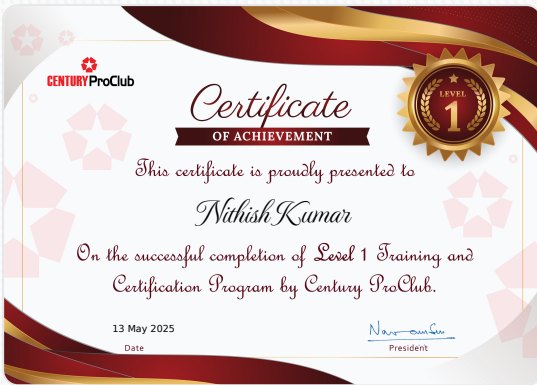 CENTURY ProClub
Certificate
OF ACHIEVEMENT
LEVEL
1
This certificate is proudly presented to
Nithish Kumar
On the successful completion of Level 1 Training and
Certification Program by Century ProClub.
13 May 2025
Date
President